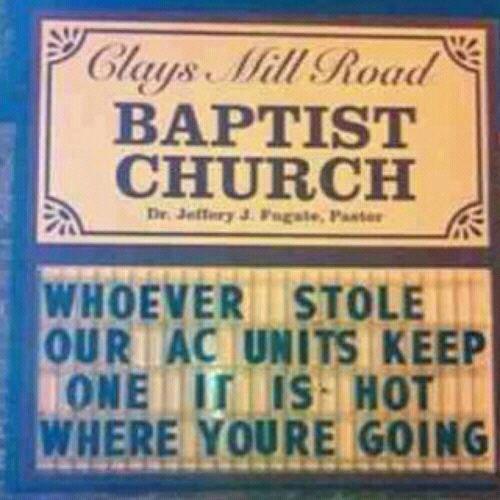 Clays Mill Road
BAPTIST
CHURCH
Dr. Jeffery J. Fugate, Pastor
WHOEVER STOLE
OUR AC UNITS KEEP
ONE IT IS HOT
WHERE YOURE GOING